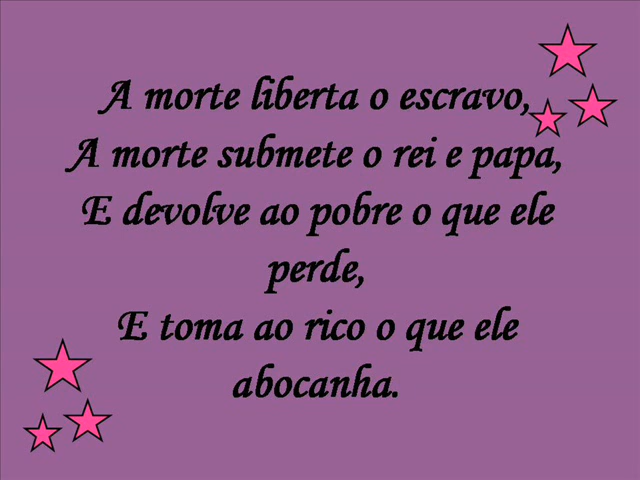 A morte liberta o escravo,
A morte submete o rei e papa,
E devolve ao pobre o que ele
perde,
E toma ao rico o que ele
abocanha.